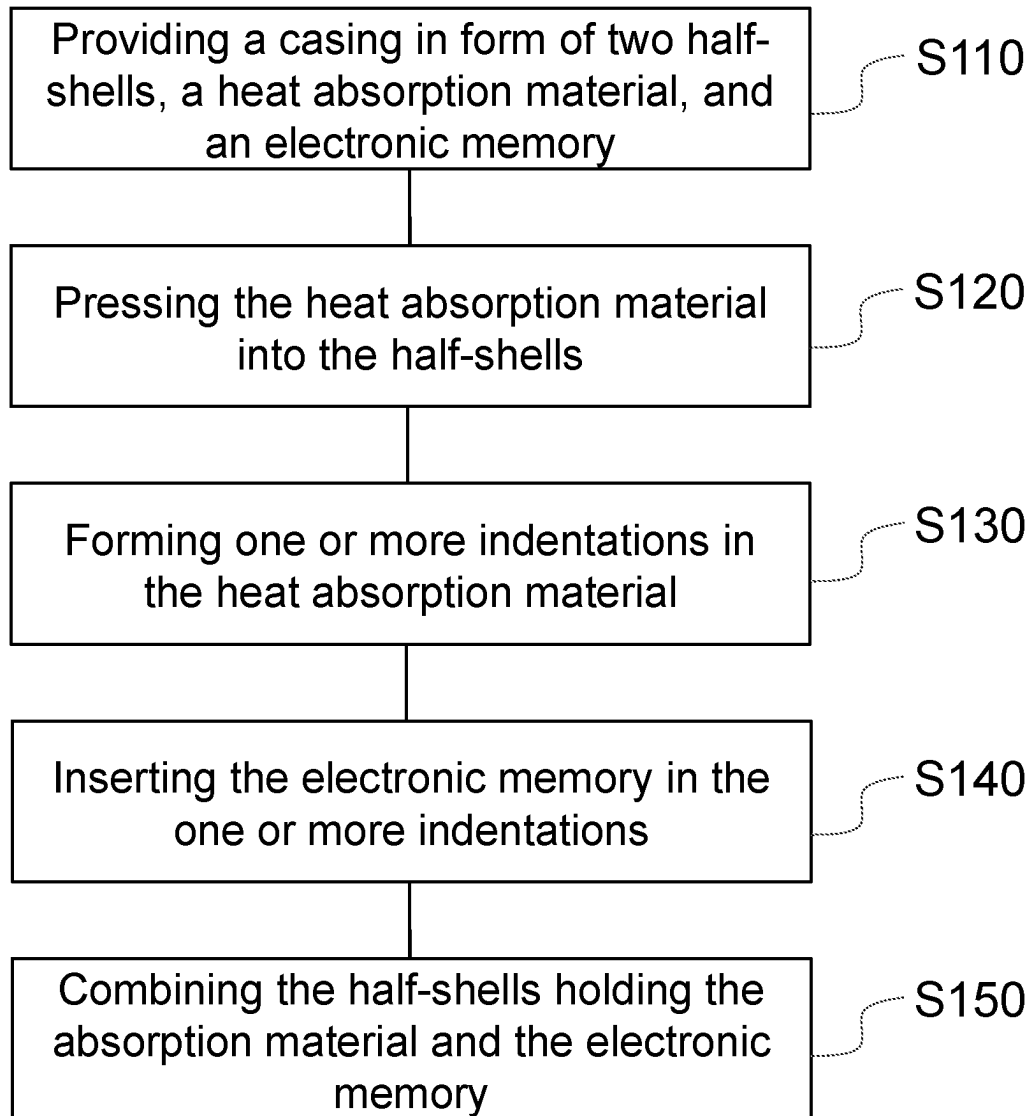 Providing a casing in form of two half-
shells, a heat absorption material, and
an electronic memory
S110
Pressing the heat absorption material
into the half-shells
S120
Forming one or more indentations in
the heat absorption material
S130
Inserting the electronic memory in the
one or more indentations
S140
Combining the half-shells holding the
absorption material and the electronic
memory
S150